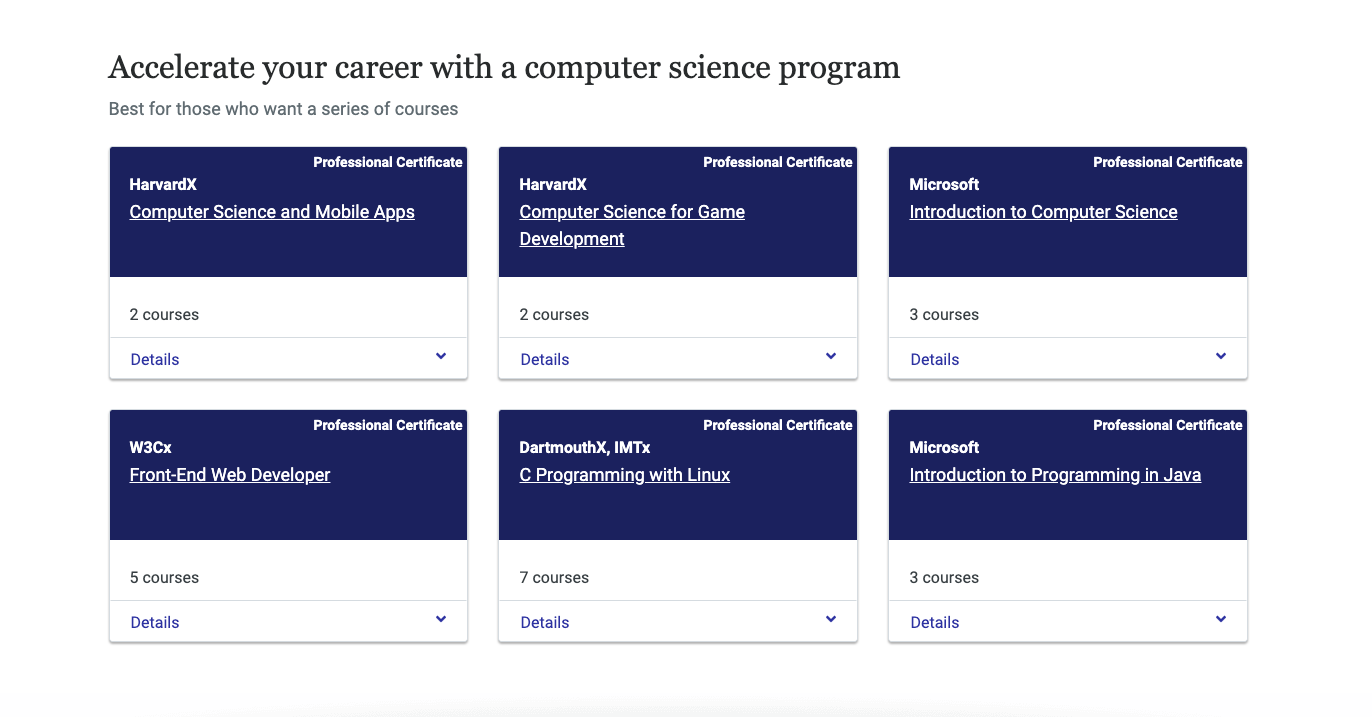 Accelerate your career with a computer science program
Best for those who want a series of courses
Professional Certificate
HarvardX
Computer Science and Mobile Apps
2 courses
Details
Professional Certificate
HarvardX
Computer Science for Game
Development
2 courses
Details
Professional Certificate
Microsoft
Introduction to Computer Science
3 courses
Details
Professional Certificate
W3Cx
Front-End Web Developer
5 courses
Details
Professional Certificate
DartmouthX, IMTx
C Programming with Linux
7 courses
Details
Professional Certificate
Microsoft
Introduction to Programming in Java
3 courses
Details